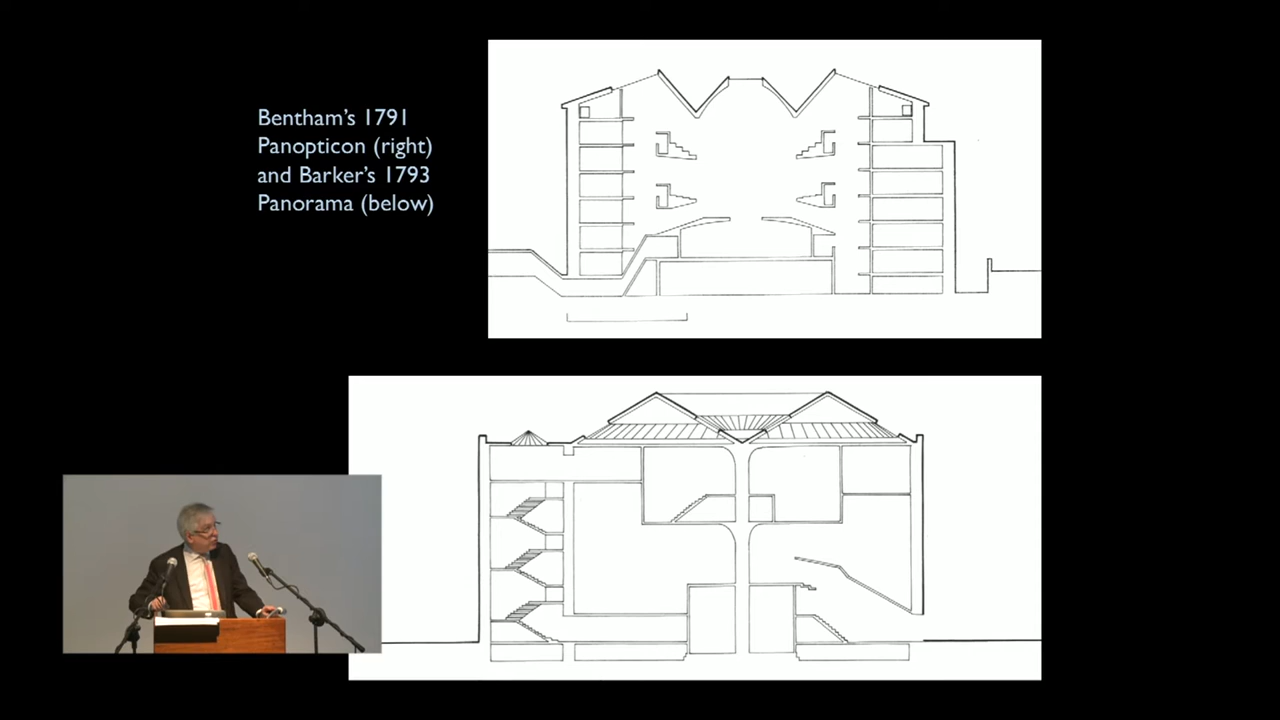 Bentham's 1791
Panopticon (right)
and Barker's 1793
Panorama (below)